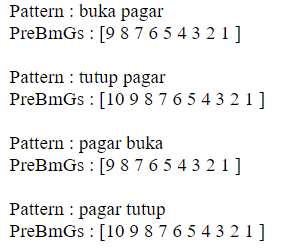 Pattern : buka pagar
PreBmGs : [9 8 7 6 5 4 3 2 1 ]
Pattern : tutup pagar
PreBmGs : [10 9 8 7 6 5 4 3 2 1 ]
Pattern : pagar buka
PreBmGs : [9 8 7 6 5 4 3 2 1 ]
Pattern : pagar tutup
PreBmGs : [10 9 8 7 6 5 4 3 2 1 ]